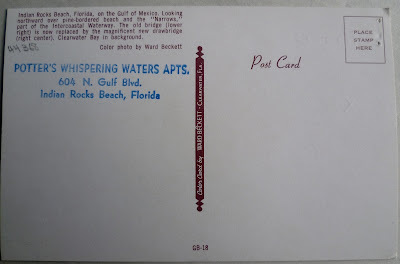 Indian Rocks Beach, Florida, on the Gulf of Mexico. Looking
northward over pine-bordered beach and the "Narrows,"
part of the Intercoastal Waterway. The old bridge (lower
right) is now replaced by the magnificent new drawbridge
(right center). Clearwater Bay in background.
Color photo by Ward Beckett
POTTER'S WHISPERING WATERS APTS.
604 N. Gulf Blvd.
Indian Rocks Beach, Florida
Post Card
PLACE
STAMP
HERE
Color Card by WARD BECKETT - CLEARWATER, FLA.
GB-18